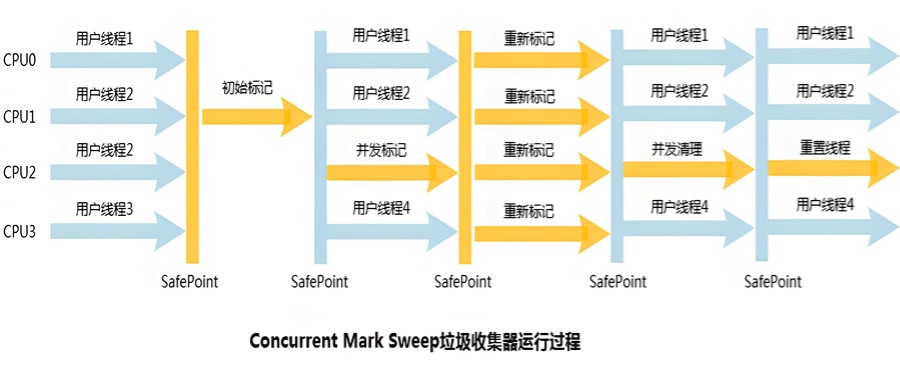 用户线程1
用户线程1
重新标记
用户线程1
用户线程1
CPU0
用户线程2
初始标记
用户线程2
重新标记
用户线程2
用户线程2
CPU1
用户线程2
并发标记
重新标记
并发清理
重置线程
CPU2
用户线程3
用户线程4
重新标记
用户线程4
用户线程4
CPU3
SafePoint
SafePoint
SafePoint
SafePoint
SafePoint
Concurrent Mark Sweep垃圾收集器运行过程